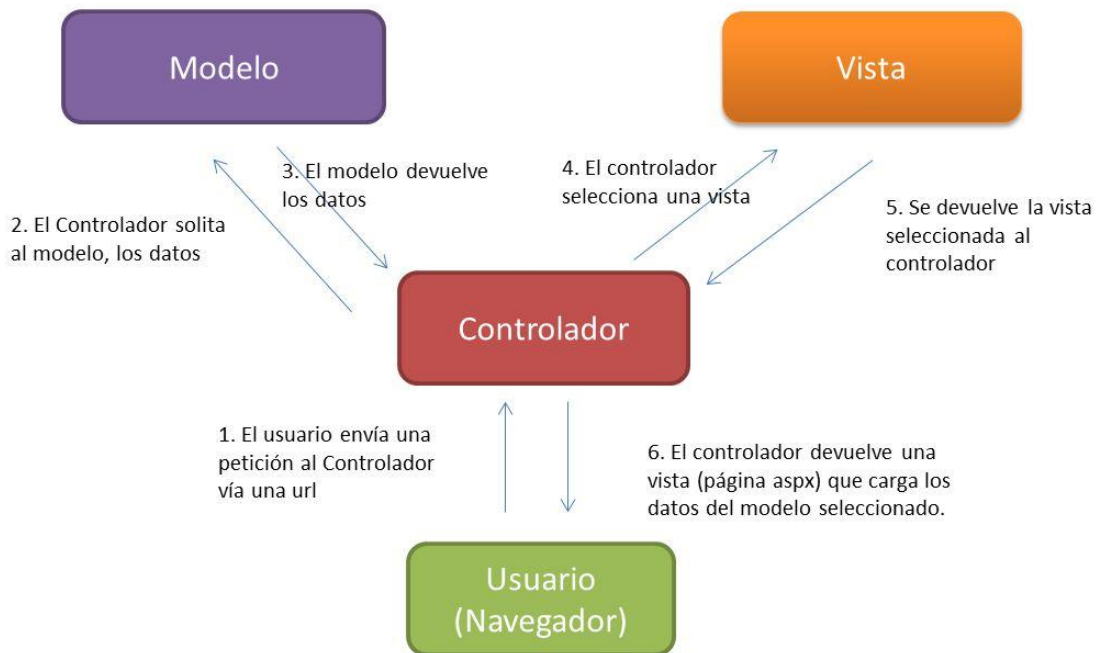 Modelo
Vista
3. El modelo devuelve
los datos
4. El controlador
selecciona una vista
2. El Controlador solita
al modelo, los datos
5. Se devuelve la vista
seleccionada al
controlador
Controlador
1. El usuario envía una
petición al Controlador
vía una url
6. El controlador devuelve una
vista (página aspx) que carga los
datos del modelo seleccionado.
Usuario
(Navegador)